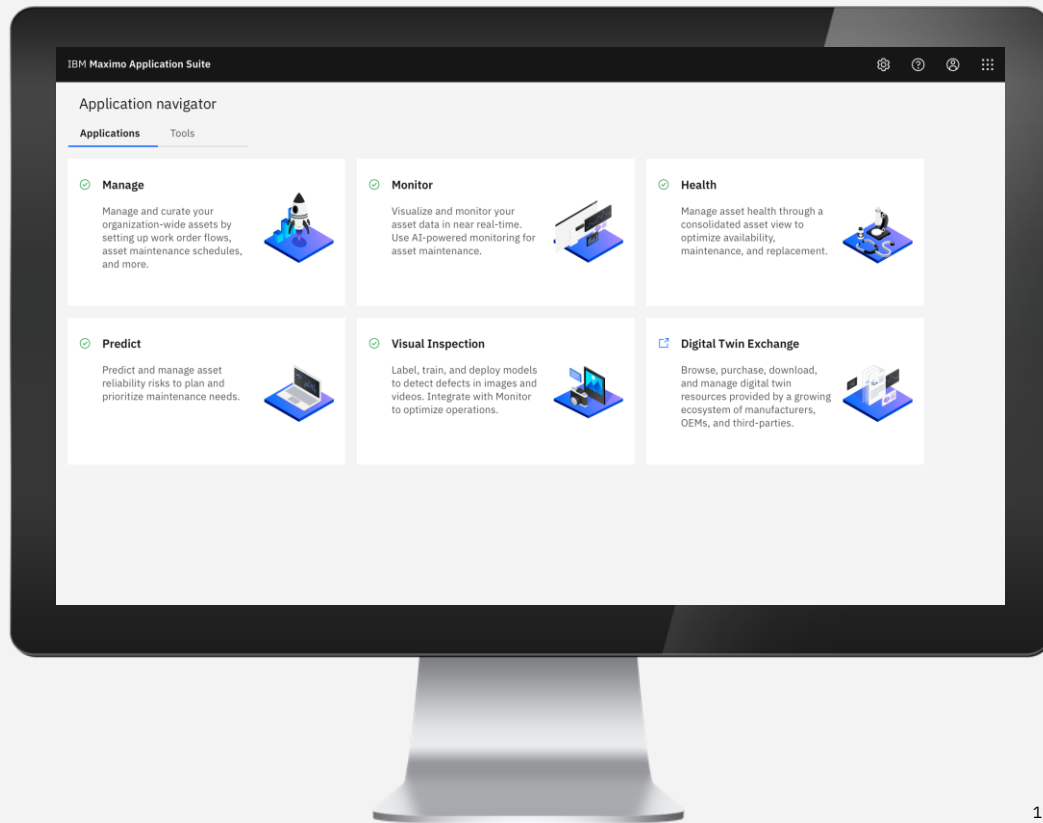 IBM Maximo Application Suite
Application navigator
Applications
Tools
Manage
Manage and curate your
organization-wide assets by
setting up work order flows,
asset maintenance schedules,
and more.
Monitor
Visualize and monitor your
asset data in near real-time.
Use AI-powered monitoring for
asset maintenance.
Health
Manage asset health through a
consolidated asset view to
optimize availability,
maintenance, and replacement.
Predict
Predict and manage asset
reliability risks to plan and
prioritize maintenance needs.
Visual Inspection
Label, train, and deploy models
to detect defects in images and
videos. Integrate with Monitor
to optimize operations.
Digital Twin Exchange
Browse, purchase, download,
and manage digital twin
resources provided by a growing
ecosystem of manufacturers,
OEMs, and third-parties.
1